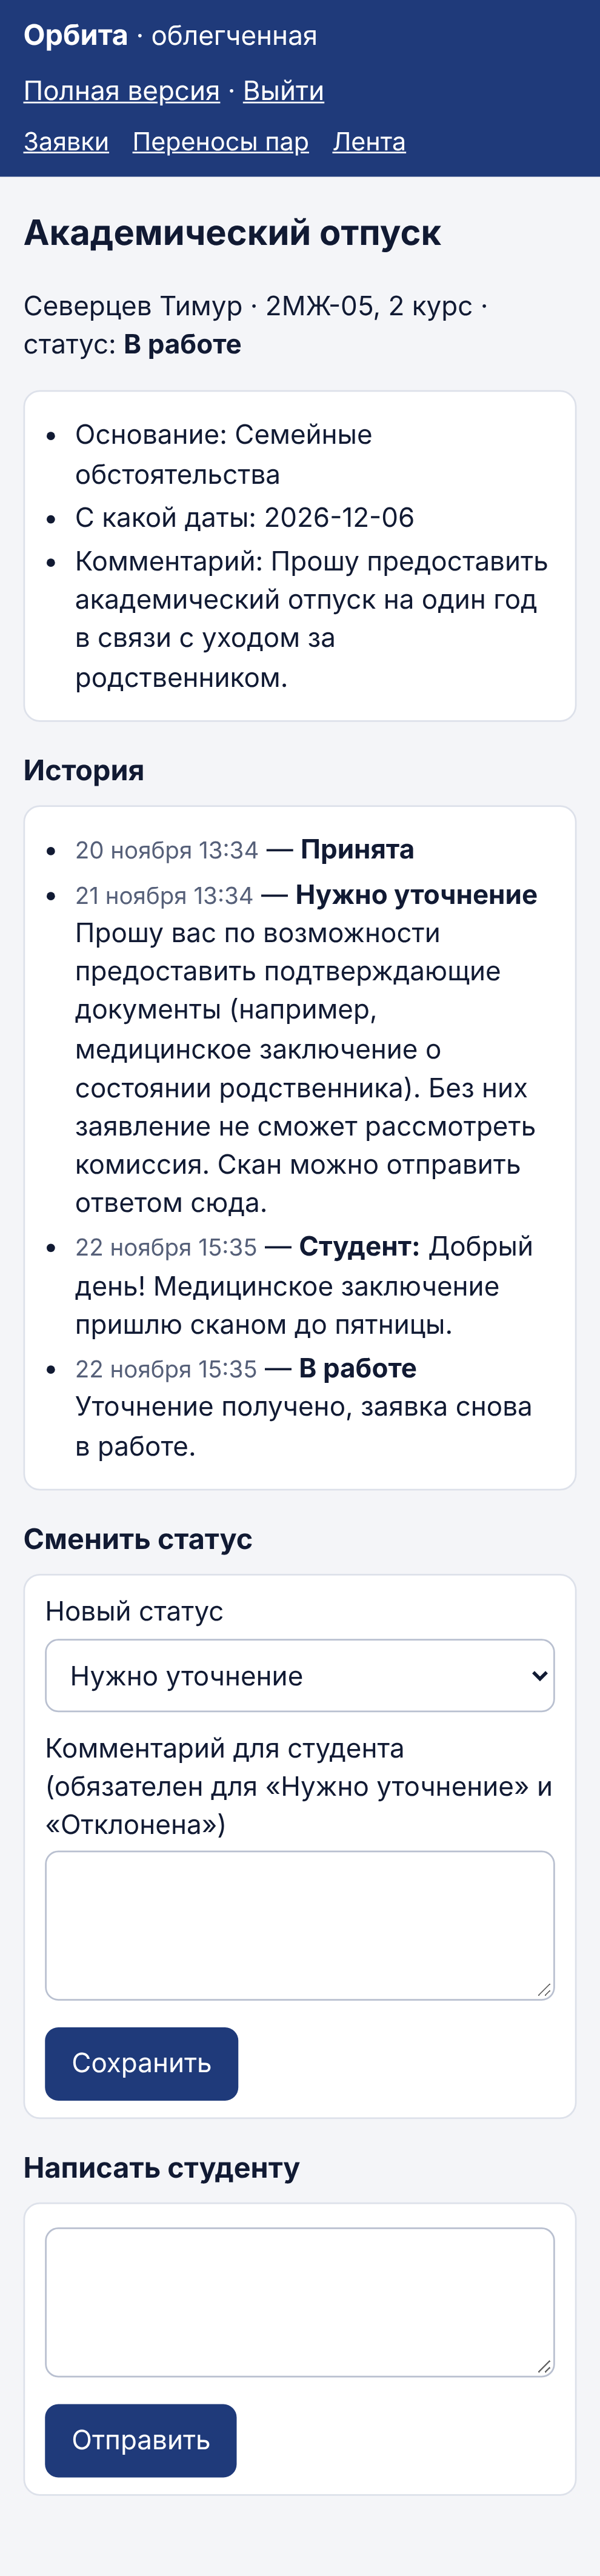 Орбита · облегченная
Полная версия · Выйти
Заявки Переносы пар Лента
Академический отпуск
Северцев Тимур · 2МЖ-05, 2 курс ·
статус: В работе
• Основание: Семейные
обстоятельства
• С какой даты: 2026-12-06
• Комментарий: Прошу предоставить
академический отпуск на один год
в связи с уходом за
родственником.
История
• 20 ноября 13:34 — Принята
• 21 ноября 13:34 — Нужно уточнение
Прошу вас по возможности
предоставить подтверждающие
документы (например,
медицинское заключение о
состоянии родственника). Без них
заявление не сможет рассмотреть
комиссия. Скан можно отправить
ответом сюда.
• 22 ноября 15:35 — Студент: Добрый
день! Медицинское заключение
пришлю сканом до пятницы.
• 22 ноября 15:35 — В работе
Уточнение получено, заявка снова
в работе.
Сменить статус
Новый статус
Нужно уточнение
Комментарий для студента
(обязателен для «Нужно уточнение» и
«Отклонена»)
Сохранить
Написать студенту
Отправить